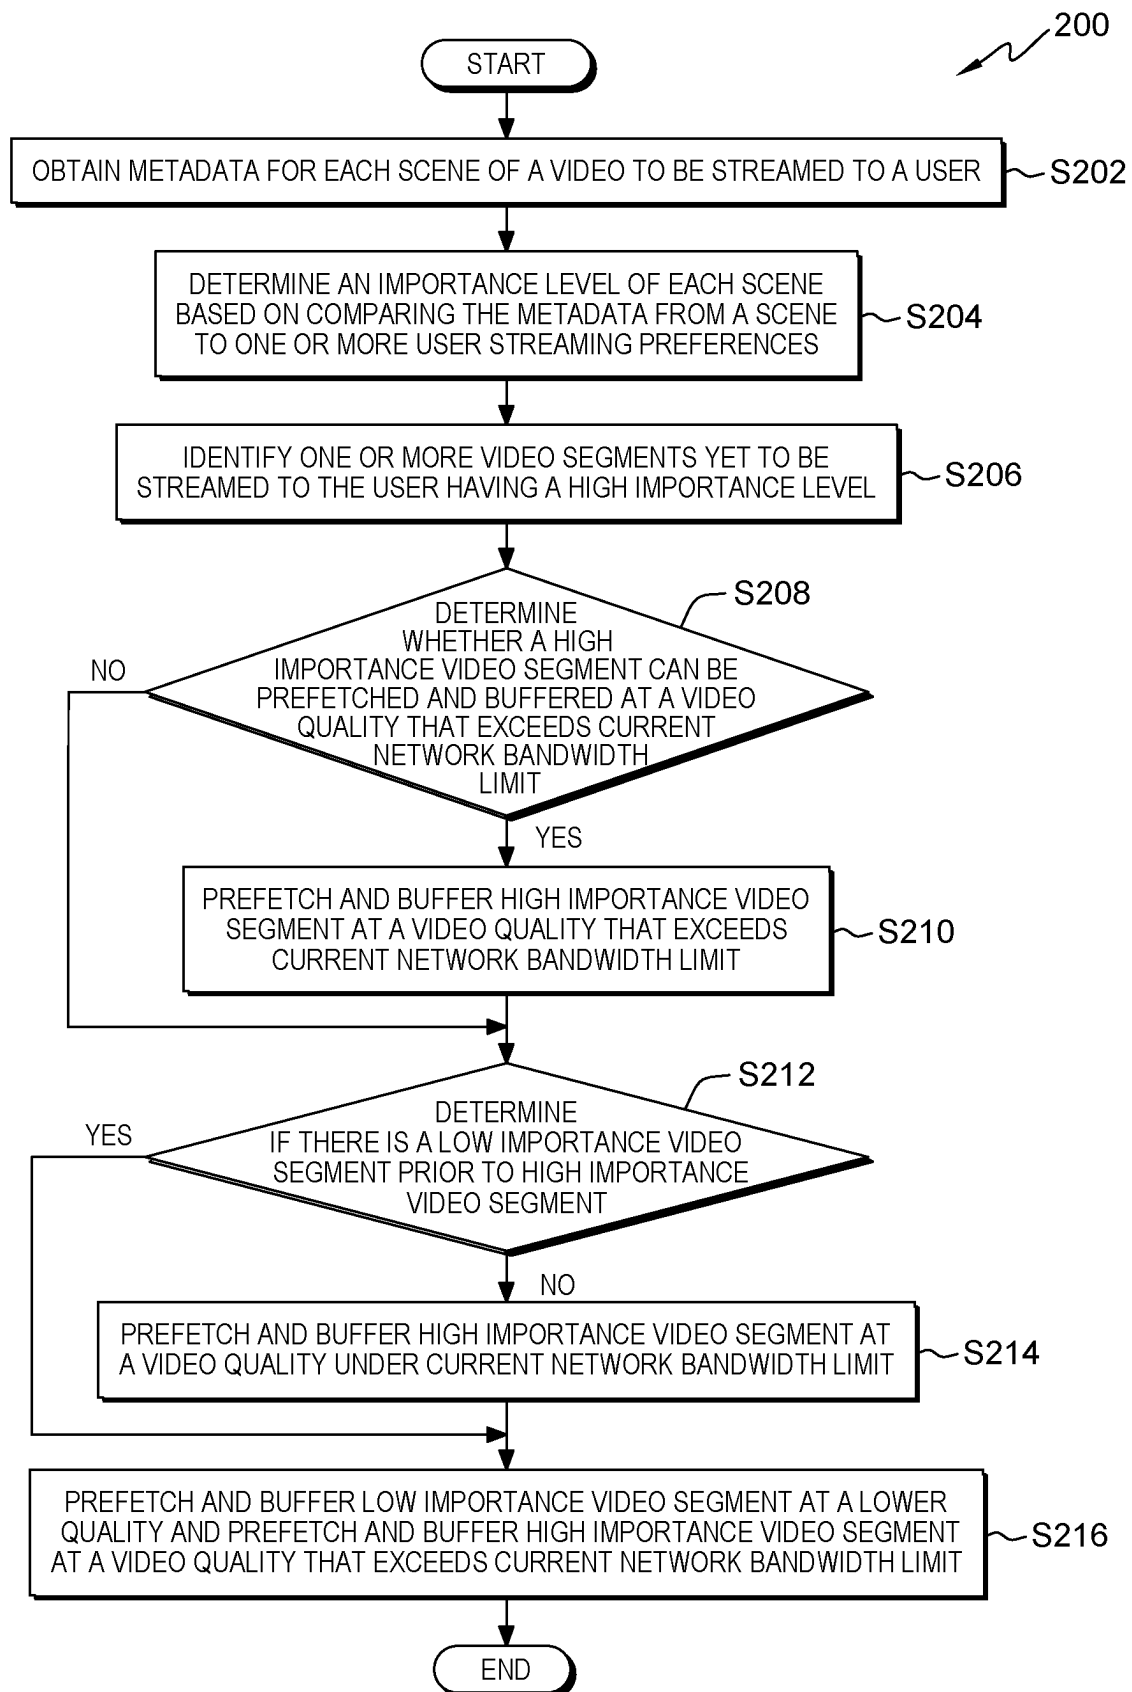 200
START
OBTAIN METADATA FOR EACH SCENE OF A VIDEO TO BE STREAMED TO A USER
S202
DETERMINE AN IMPORTANCE LEVEL OF EACH SCENE
BASED ON COMPARING THE METADATA FROM A SCENE
TO ONE OR MORE USER STREAMING PREFERENCES
S204
IDENTIFY ONE OR MORE VIDEO SEGMENTS YET TO BE
STREAMED TO THE USER HAVING A HIGH IMPORTANCE LEVEL
S206
S208
DETERMINE
WHETHER A HIGH
IMPORTANCE VIDEO SEGMENT CAN BE
PREFETCHED AND BUFFERED AT A VIDEO
QUALITY THAT EXCEEDS CURRENT
NETWORK BANDWIDTH
LIMIT
NO
YES
PREFETCH AND BUFFER HIGH IMPORTANCE VIDEO
SEGMENT AT A VIDEO QUALITY THAT EXCEEDS
CURRENT NETWORK BANDWIDTH LIMIT
S210
S212
DETERMINE
IF THERE IS A LOW IMPORTANCE VIDEO
SEGMENT PRIOR TO HIGH IMPORTANCE
VIDEO SEGMENT
YES
NO
PREFETCH AND BUFFER HIGH IMPORTANCE VIDEO SEGMENT AT
A VIDEO QUALITY UNDER CURRENT NETWORK BANDWIDTH LIMIT
S214
PREFETCH AND BUFFER LOW IMPORTANCE VIDEO SEGMENT AT A LOWER
QUALITY AND PREFETCH AND BUFFER HIGH IMPORTANCE VIDEO SEGMENT
AT A VIDEO QUALITY THAT EXCEEDS CURRENT NETWORK BANDWIDTH LIMIT
S216
END